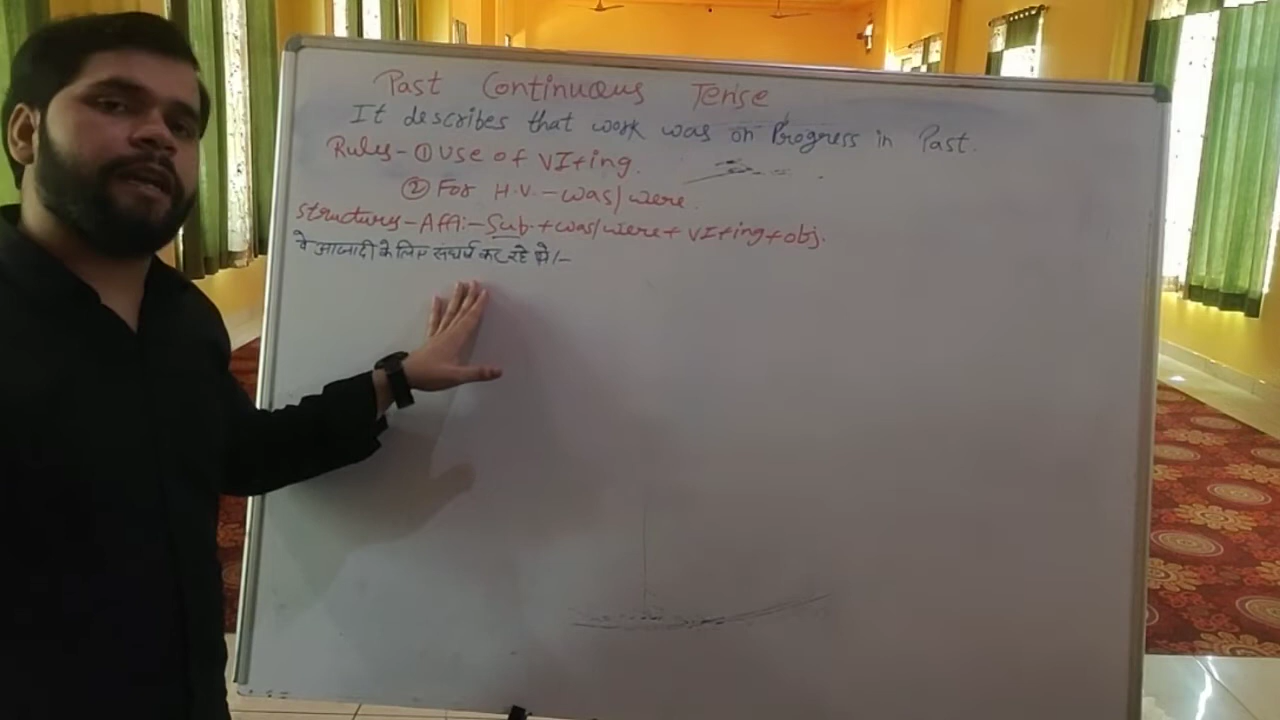 Past Continuous Tense
It describes that work was on Progress in Past.
Rules- ① Use of VI+ing.
② For H.V. - was/were.
Structures - Affi:- Sub. + was/were + VI+ing + obj.
वे आजादी के लिए संघर्ष कर रहे थे।-